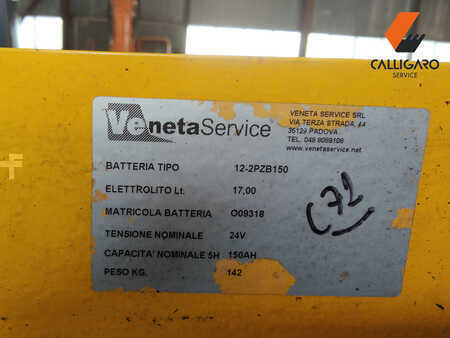 CALLIGARO
SERVICE
VenetaService
VENETA SERVICE SRL
VIA TERZA STRADA, 44
35129 PADOVA
TEL. 049 8089106
www.venetaservice.net
BATTERIA TIPO 12-2PZB150
ELETTROLITO Lt. 17,00
MATRICOLA BATTERIA O09318
TENSIONE NOMINALE 24V
CAPACITA' NOMINALE 5H 150AH
PESO KG. 142
C72